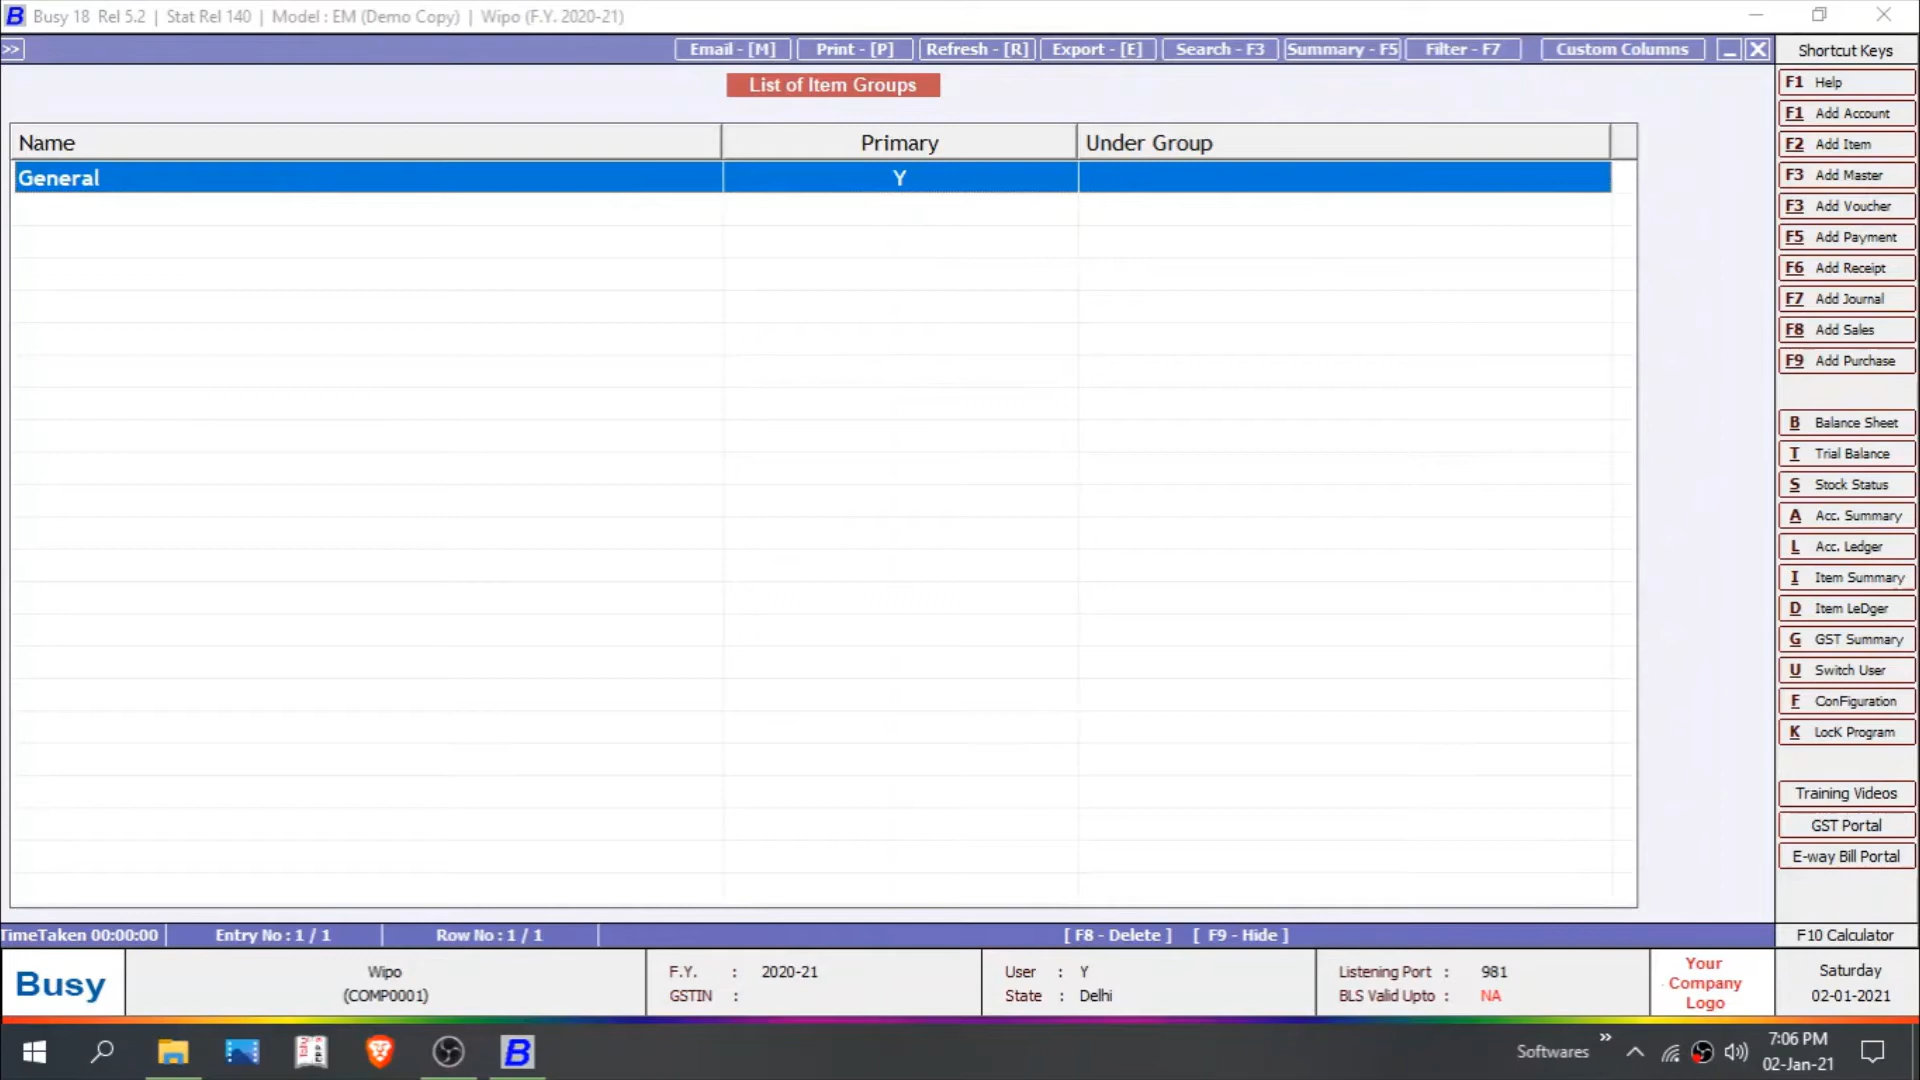 Busy 18 Rel 5.2 | Stat Rel 140 | Model : EM (Demo Copy) | Wipo (F.Y. 2020-21)
>> Email - [M] Print - [P] Refresh - [R] Export - [E] Search - F3 Summary - F5 Filter - F7 Custom Columns
Shortcut Keys
List of Item Groups
Name Primary Under Group
General Y
F1 Help
F1 Add Account
F2 Add Item
F3 Add Master
F3 Add Voucher
F5 Add Payment
F6 Add Receipt
F7 Add Journal
F8 Add Sales
F9 Add Purchase
B Balance Sheet
T Trial Balance
S Stock Status
A Acc. Summary
L Acc. Ledger
I Item Summary
D Item LeDger
G GST Summary
U Switch User
F ConFiguration
K LocK Program
Training Videos
GST Portal
E-way Bill Portal
TimeTaken 00:00:00 Entry No : 1 / 1 Row No : 1 / 1 [ F8 - Delete ] [ F9 - Hide ] F10 Calculator
Busy
Wipo
(COMP0001)
F.Y. : 2020-21
GSTIN :
User : Y
State : Delhi
Listening Port : 981
BLS Valid Upto : NA
Your
Company
Logo
Saturday
02-01-2021
Softwares
7:06 PM
02-Jan-21